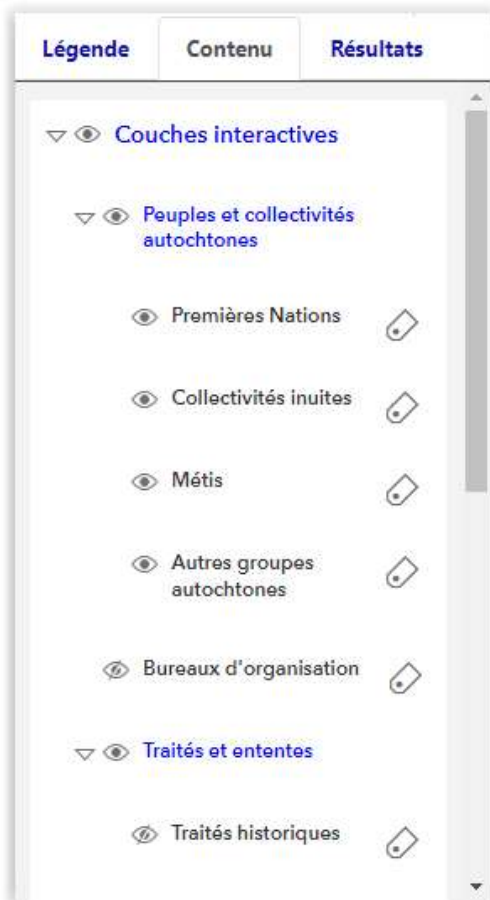 Légende Contenu Résultats
Couches interactives
Peuples et collectivités
autochtones
Premières Nations
Collectivités inuites
Métis
Autres groupes
autochtones
Bureaux d'organisation
Traités et ententes
Traités historiques